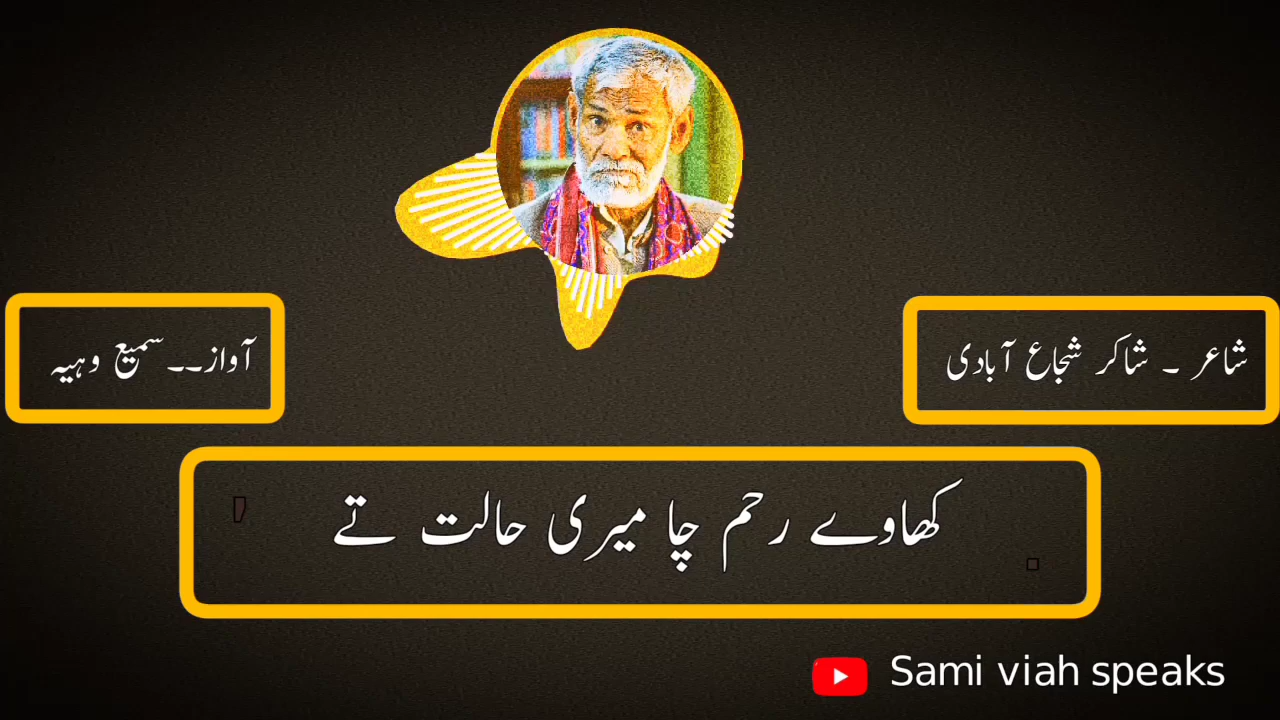 شاعر ۔ شاکر شجاع آبادی
آواز۔۔سمیع وہیہ
کھاوے رحم چا میری حالت تے
Sami viah speaks